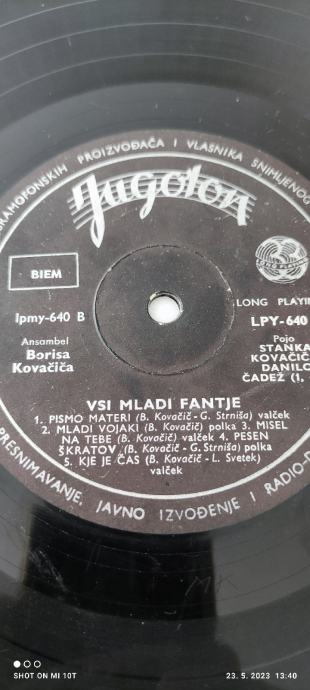 GRAMOFONSKIH PROIZVOĐAČA I VLASNIKA SNIMLJENOG
Jugoton
BIEM
LONG PLAYING
lpmy-640 B
LPY-640
Ansambel
Borisa
Kovačiča
Pojo
STANKA
KOVAČIČ
DANILO
ČADEŽ (1,
VSI MLADI FANTJE
1. PISMO MATERI (B. Kovačič - G. Strniša) valček
2. MLADI VOJAKI (B. Kovačič) polka 3. MISEL
NA TEBE (B. Kovačič) valček 4. PESEN
ŠKRATOV (B. Kovačič - G. Strniša) polka
5. KJE JE ČAS (B. Kovačič - L. Svetek)
valček
PRESNIMAVANJE, JAVNO IZVOĐENJE I RADIO-D
SHOT ON MI 10T
23. 5. 2023 13:40